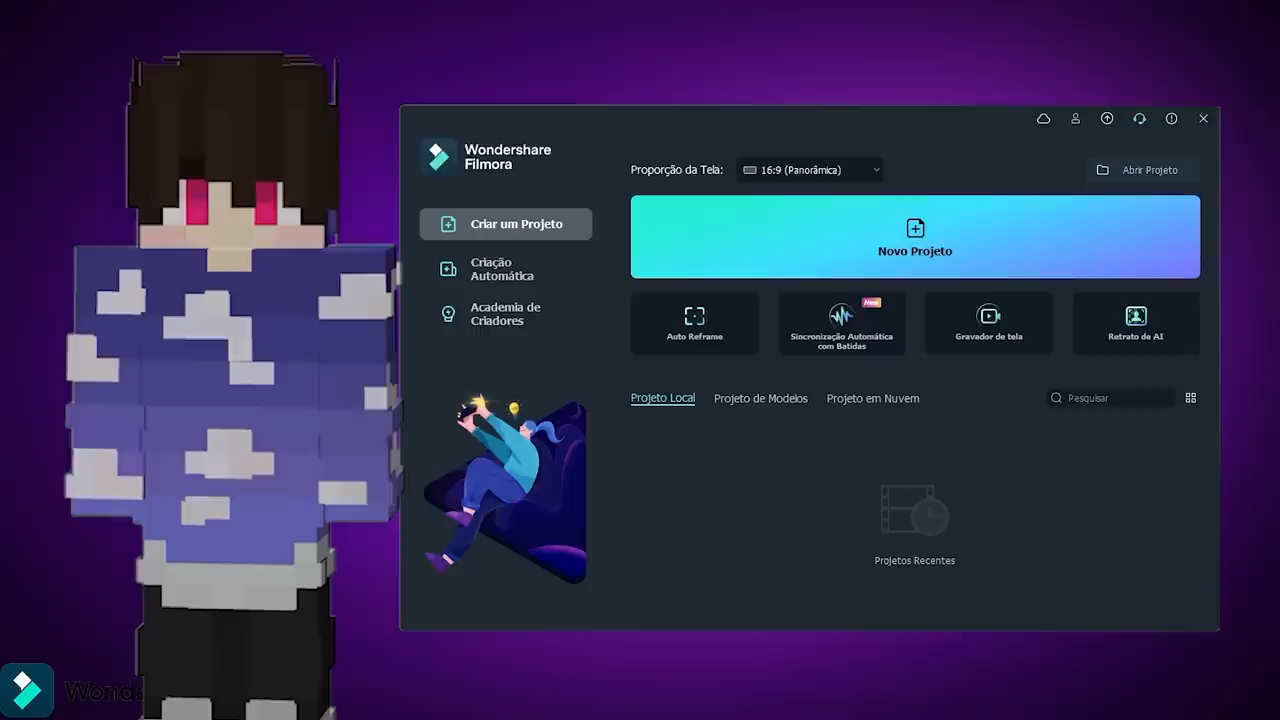 Wondershare
Filmora
Proporção da Tela:
16:9 (Panorâmica)
Abrir Projeto
Criar um Projeto
Novo Projeto
Criação
Automática
Academia de
Criadores
New
Auto Reframe
Sincronização Automática
com Batidas
Gravador de tela
Retrato de AI
Projeto Local
Projeto de Modelos
Projeto em Nuvem
Pesquisar
Projetos Recentes